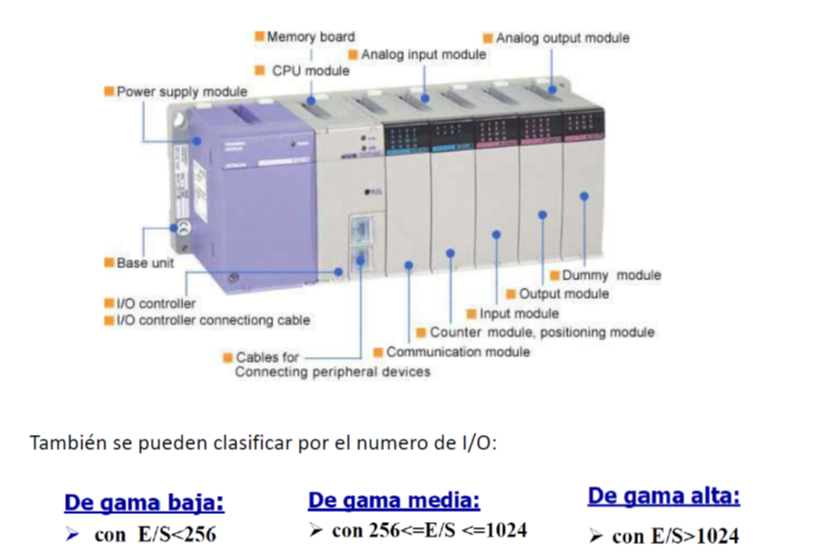 Memory board
Analog output module
Analog input module
CPU module
Power supply module
Base unit
Dummy module
Output module
I/O controller
Input module
I/O controller connectiong cable
Counter module, positioning module
Communication module
Cables for
Connecting peripheral devices
También se pueden clasificar por el numero de I/O:
De gama baja:
con E/S<256
De gama media:
con 256<=E/S <=1024
De gama alta:
con E/S>1024